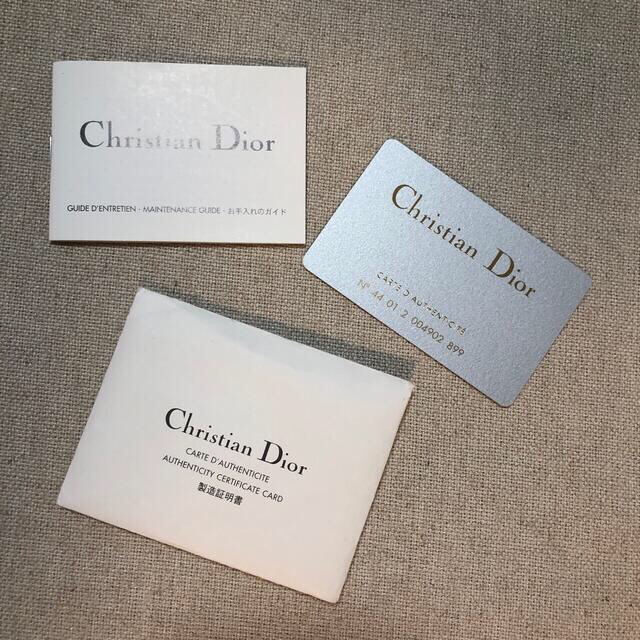 Christian Dior
GUIDE D'ENTRETIEN - MAINTENANCE GUIDE - お手入れのガイド
Christian Dior
CARTE D'AUTHENTICITE
Nº 44 01 2 004902 899
Christian Dior
CARTE D'AUTHENTICITE
AUTHENTICITY CERTIFICATE CARD
製造証明書